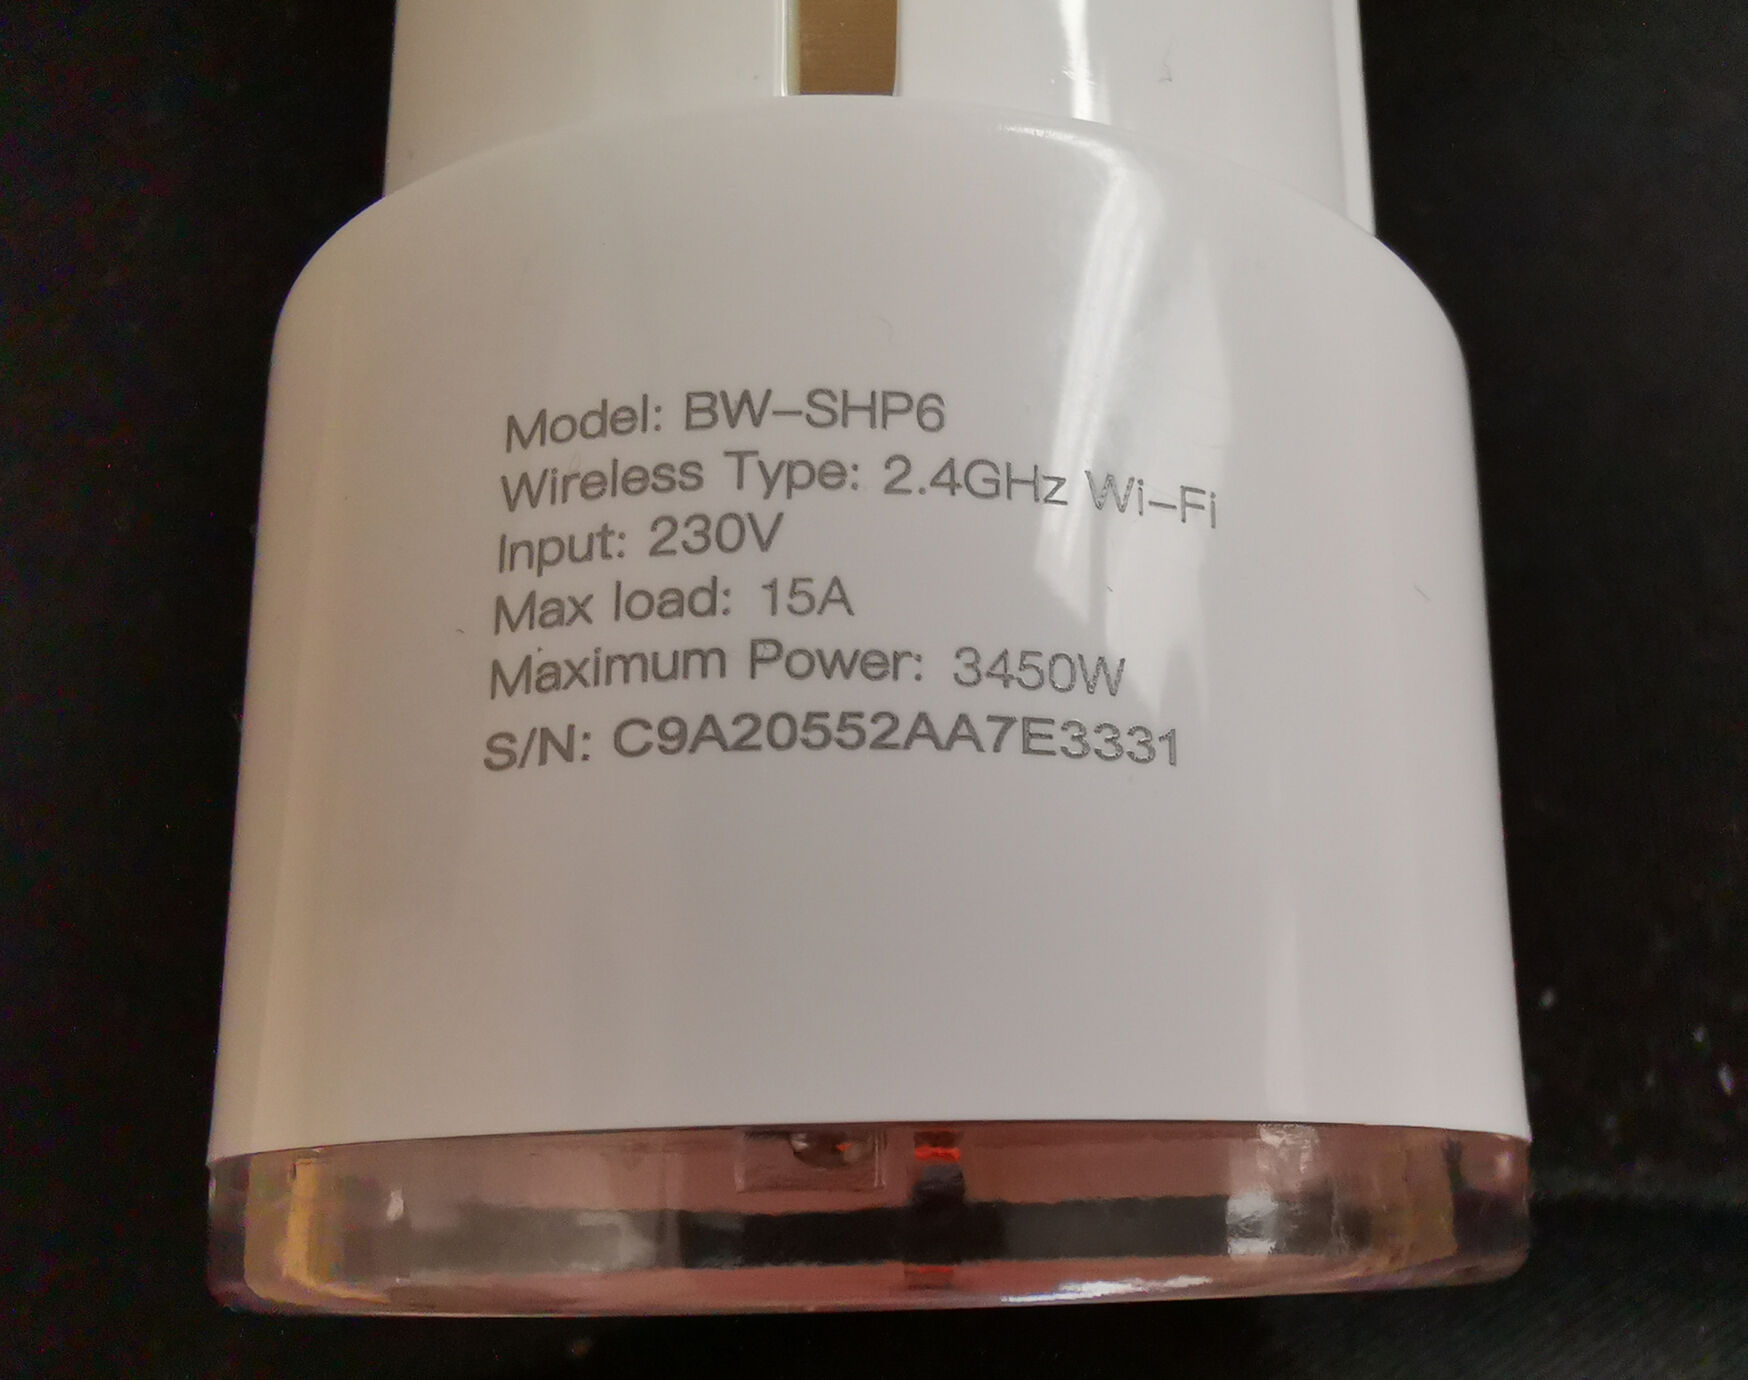 Model: BW–SHP6
Wireless Type: 2.4GHz Wi–Fi
Input: 230V
Max load: 15A
Maximum Power: 3450W
S/N: C9A20552AA7E3331